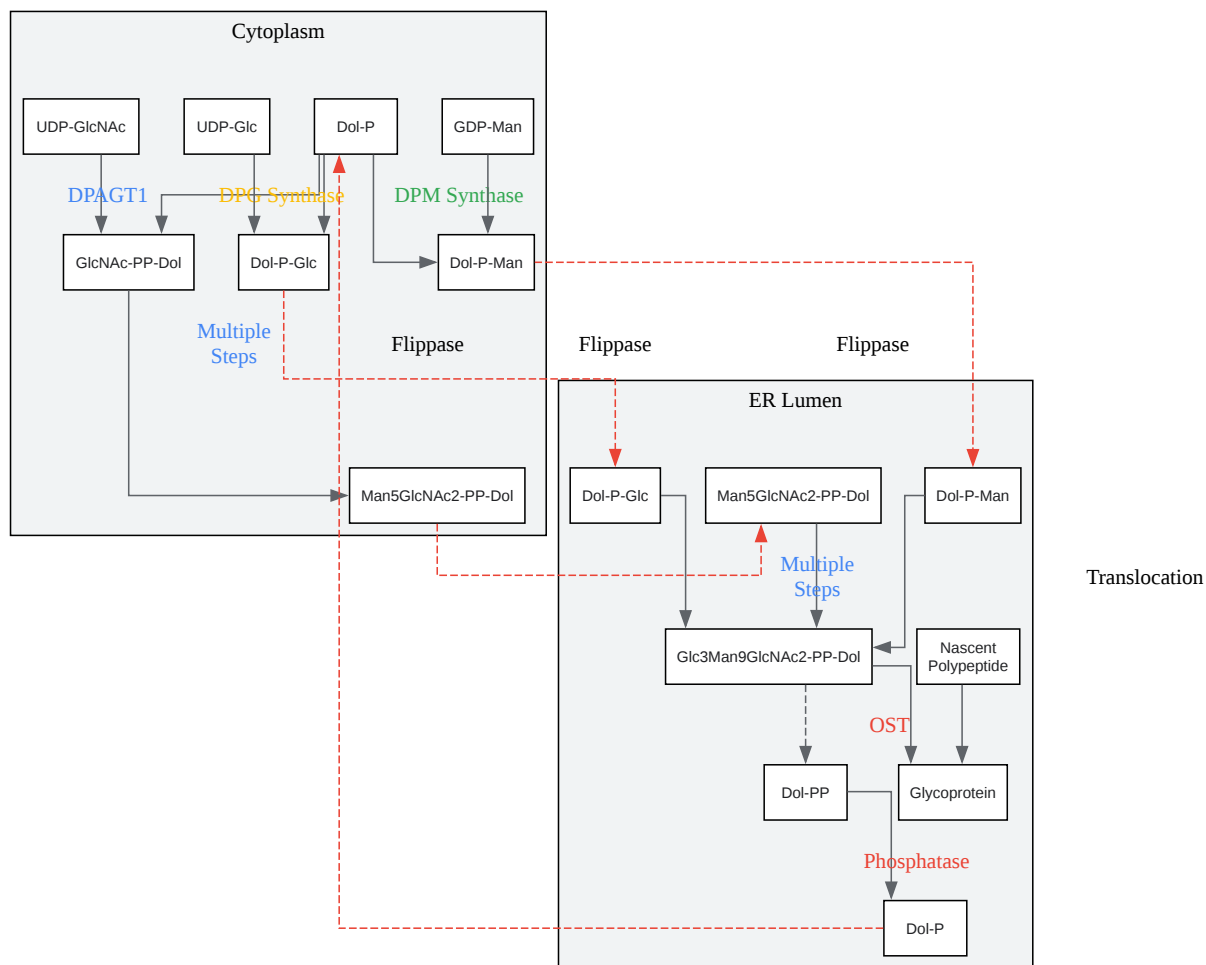 Cytoplasm
UDP-GlcNAc
UDP-Glc
Dol-P
GDP-Man
DPAGT1
DPG Synthase
DPM Synthase
GlcNAc-PP-Dol
Dol-P-Glc
Dol-P-Man
Multiple
Steps
Flippase
Flippase
Flippase
ER Lumen
Man5GlcNAc2-PP-Dol
Dol-P-Glc
Man5GlcNAc2-PP-Dol
Dol-P-Man
Multiple
Steps
Translocation
Glc3Man9GlcNAc2-PP-Dol
Nascent
Polypeptide
OST
Dol-PP
Glycoprotein
Phosphatase
Dol-P